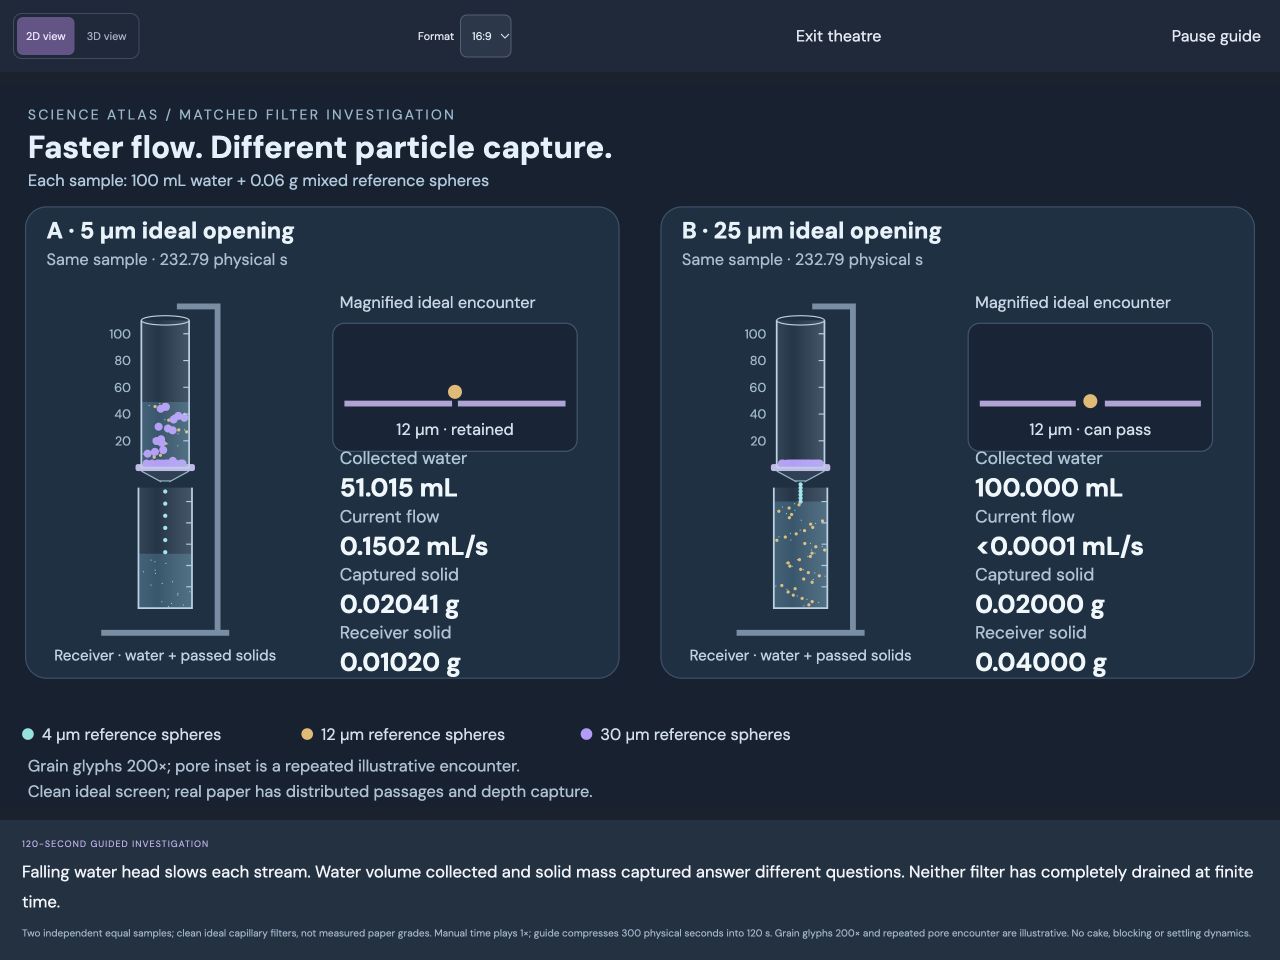 2D view 3D view Format 16:9 Exit theatre Pause guide
SCIENCE ATLAS / MATCHED FILTER INVESTIGATION
Faster flow. Different particle capture.
Each sample: 100 mL water + 0.06 g mixed reference spheres
A · 5 µm ideal opening
Same sample · 232.79 physical s
Magnified ideal encounter
100
80
60
40
20
12 µm · retained
Collected water
51.015 mL
Current flow
0.1502 mL/s
Captured solid
0.02041 g
Receiver solid
0.01020 g
Receiver · water + passed solids
B · 25 µm ideal opening
Same sample · 232.79 physical s
Magnified ideal encounter
100
80
60
40
20
12 µm · can pass
Collected water
100.000 mL
Current flow
<0.0001 mL/s
Captured solid
0.02000 g
Receiver solid
0.04000 g
Receiver · water + passed solids
4 µm reference spheres 12 µm reference spheres 30 µm reference spheres
Grain glyphs 200×; pore inset is a repeated illustrative encounter.
Clean ideal screen; real paper has distributed passages and depth capture.
120-SECOND GUIDED INVESTIGATION
Falling water head slows each stream. Water volume collected and solid mass captured answer different questions. Neither filter has completely drained at finite
time.
Two independent equal samples; clean ideal capillary filters, not measured paper grades. Manual time plays 1×; guide compresses 300 physical seconds into 120 s. Grain glyphs 200× and repeated pore encounter are illustrative. No cake, blocking or settling dynamics.